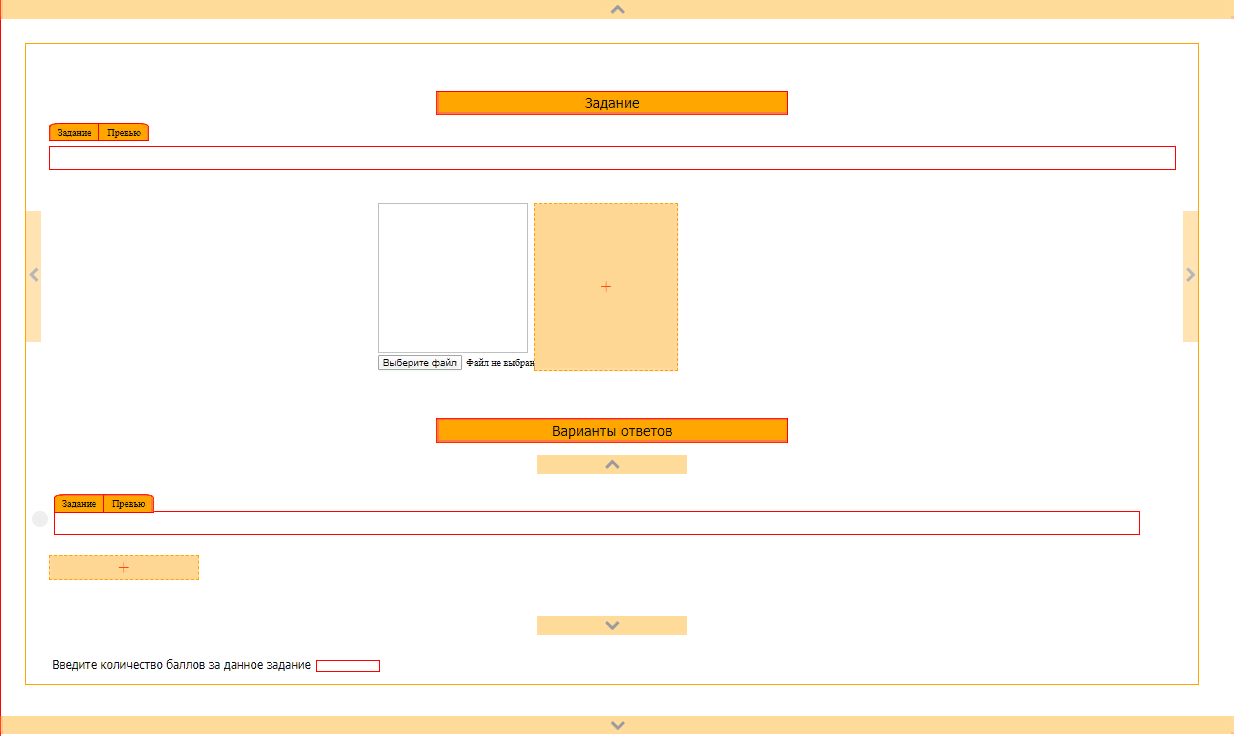 Задание
Задание Превью
+
Выберите файл Файл не выбран
Варианты ответов
Задание Превью
+
Введите количество баллов за данное задание